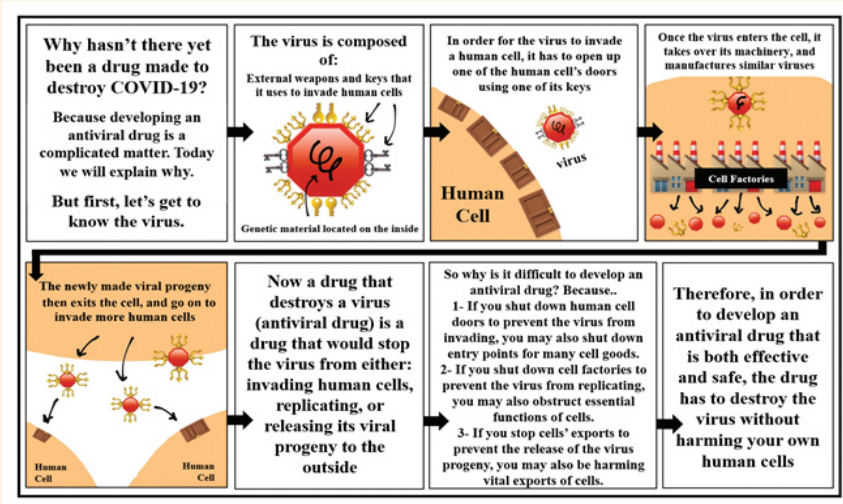 Why hasn't there yet
been a drug made to
destroy COVID-19?
Because developing an
antiviral drug is a
complicated matter. Today
we will explain why.
But first, let's get to
know the virus.
The virus is composed
of:
External weapons and keys that
it uses to invade human cells
Genetic material located on the inside
In order for the virus to invade
a human cell, it has to open up
one of the human cell's doors
using one of its keys
virus
Human
Cell
Once the virus enters the cell, it
takes over its machinery, and
manufactures similar viruses
Cell Factories
The newly made viral progeny
then exits the cell, and go on to
invade more human cells
Human
Cell
Human
Cell
Now a drug that
destroys a virus
(antiviral drug) is a
drug that would stop
the virus from either:
invading human cells,
replicating, or
releasing its viral
progeny to the
outside
So why is it difficult to develop an
antiviral drug? Because..
1- If you shut down human cell
doors to prevent the virus from
invading, you may also shut down
entry points for many cell goods.
2- If you shut down cell factories to
prevent the virus from replicating,
you may also obstruct essential
functions of cells.
3- If you stop cells' exports to
prevent the release of the virus
progeny, you may also be harming
vital exports of cells.
Therefore, in order
to develop an
antiviral drug that
is both effective
and safe, the drug
has to destroy the
virus without
harming your own
human cells